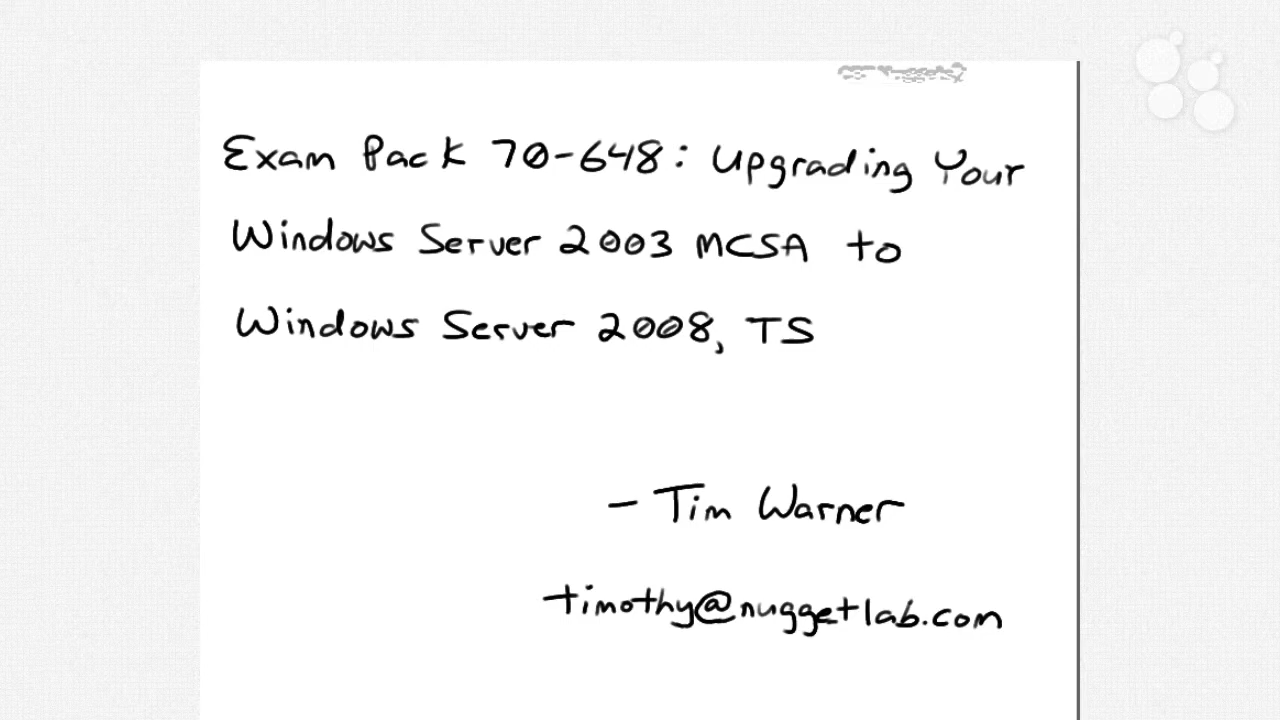 Exam Pack 70-648: Upgrading Your
Windows Server 2003 MCSA to
Windows Server 2008, TS
- Tim Warner
timothy@nuggetlab.com